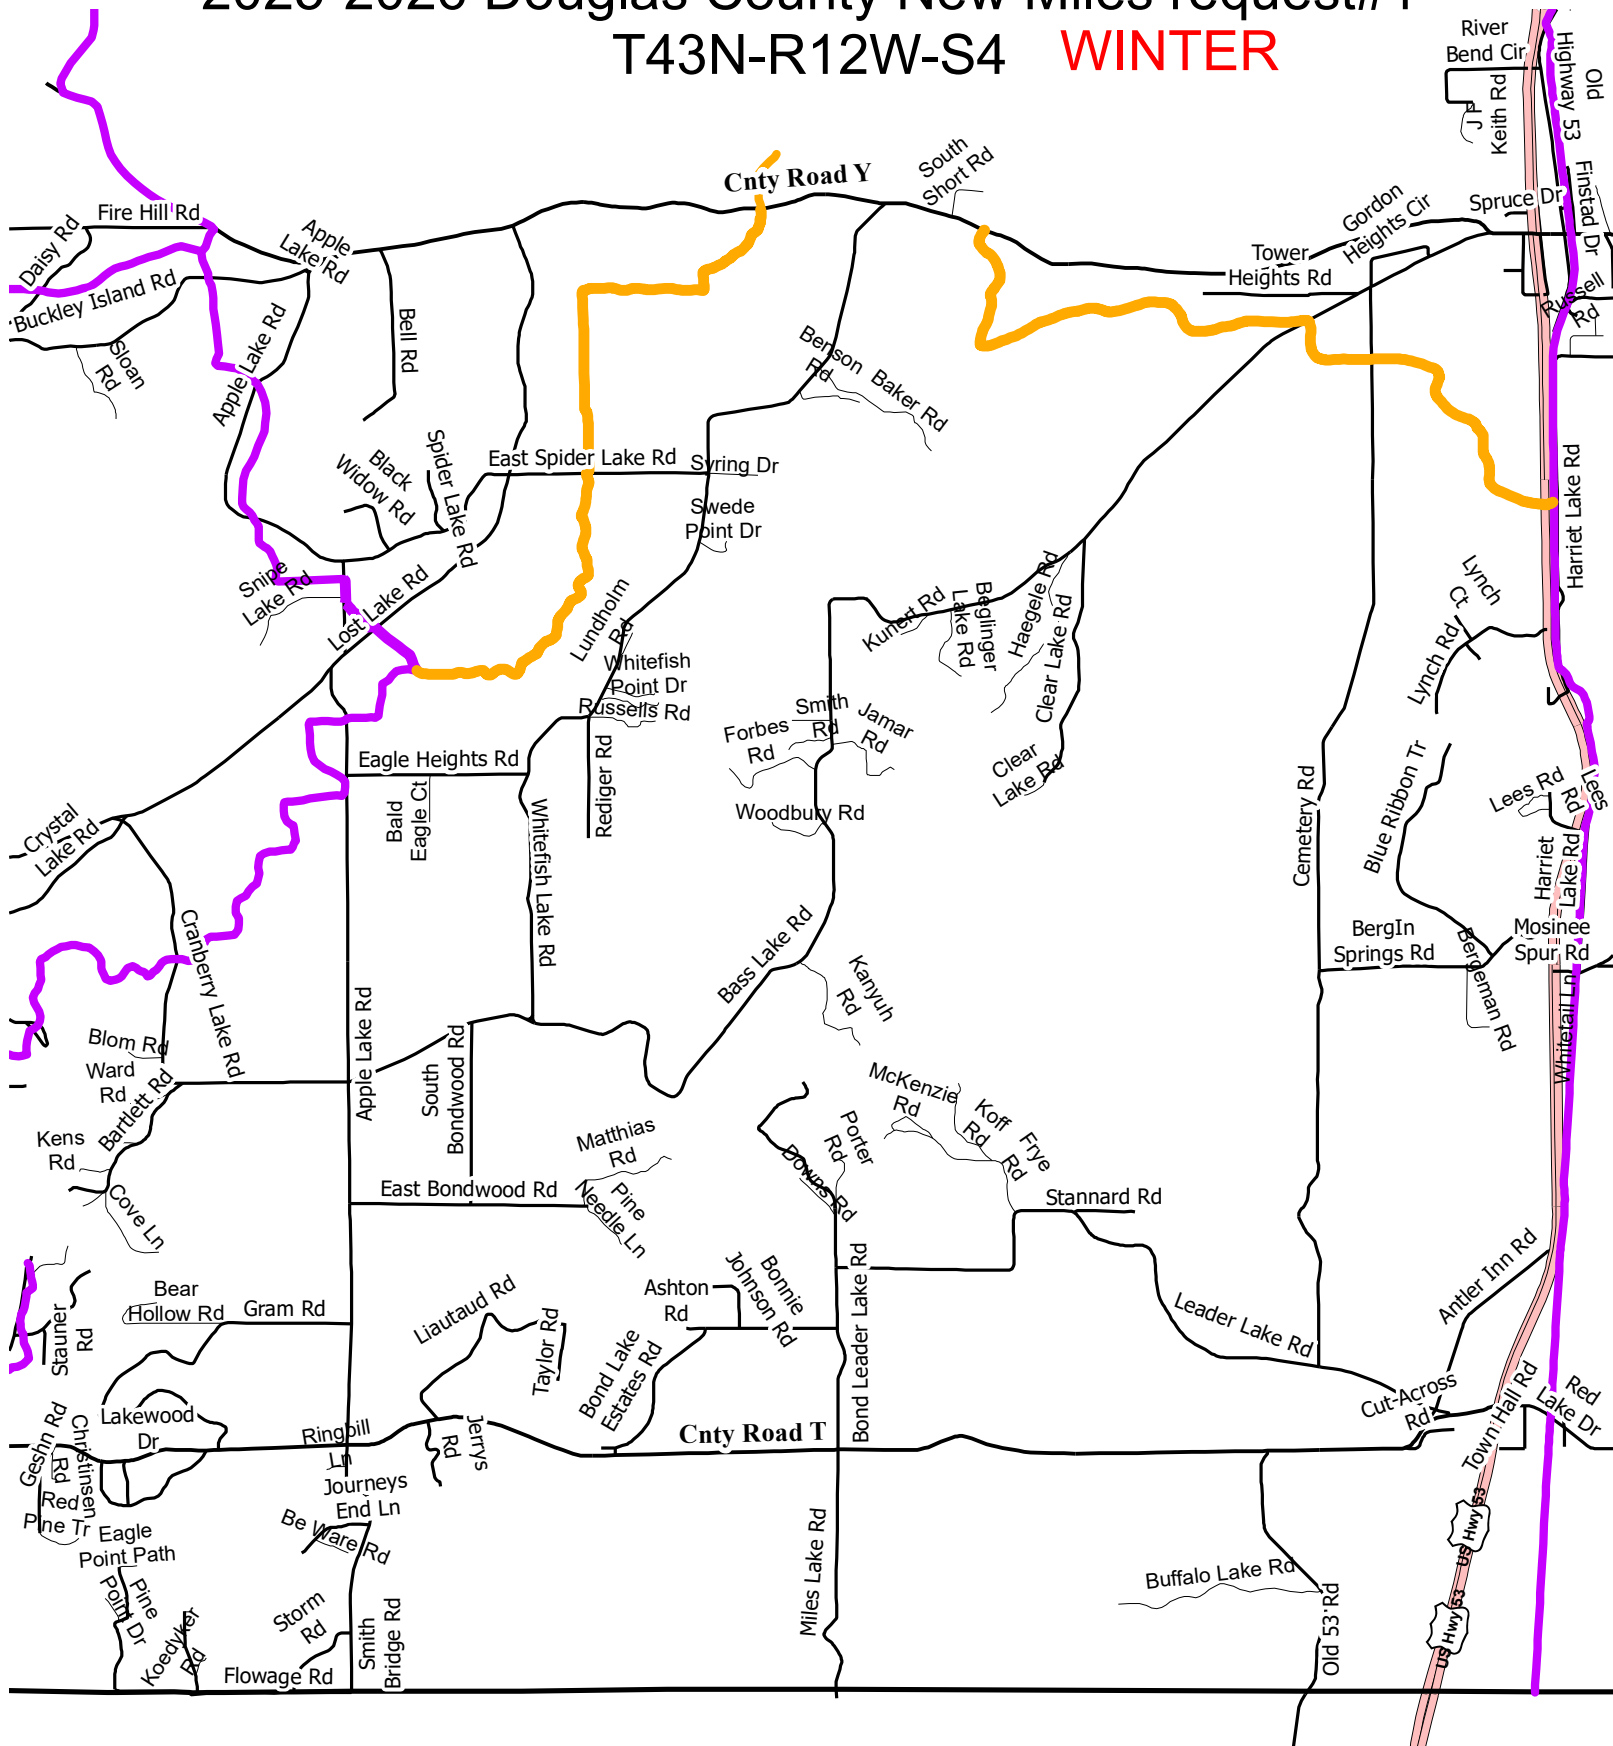 2025-2026 Douglas County New Miles request#1
T43N-R12W-S4 WINTER
River
Bend Cir
J F
Keith Rd
Old
Highway 53
Finstad Dr
Spruce Dr
Russell
Rd
Gordon
Heights Cir
Tower
Heights Rd
South
Short Rd
Cnty Road Y
Fire Hill Rd
Daisy Rd
Buckley Island Rd
Apple
Lake Rd
Sloan
Rd
Apple Lake Rd
Bell Rd
Benson
Rd
Baker Rd
Black
Widow Rd
Spider Lake Rd
East Spider Lake Rd
Syring Dr
Swede
Point Dr
Harriet Lake Rd
Snipe
Lake Rd
Lost Lake Rd
Lundholm
Rd
Whitefish
Point Dr
Russells Rd
Kunert Rd
Beglinger
Lake Rd
Haegele Rd
Clear Lake Rd
Lynch
Ct
Lynch Rd
Smith
Rd
Jamar
Rd
Forbes
Rd
Clear
Lake Rd
Woodbury Rd
Eagle Heights Rd
Bald
Eagle Ct
Rediger Rd
Whitefish Lake Rd
Cemetery Rd
Blue Ribbon Tr
Lees Rd
Lees
Rd
Harriet
Lake Rd
Crystal
Lake Rd
Cranberry Lake Rd
Bass Lake Rd
Kanyuh
Rd
BergIn
Springs Rd
Bergeman Rd
Mosinee
Spur Rd
Whitetail Ln
Blom Rd
Ward
Rd
Bartlett Rd
Kens
Rd
Cove Ln
Apple Lake Rd
South
Bondwood Rd
Matthias
Rd
East Bondwood Rd
Pine
Needle Ln
McKenzie
Rd
Koff
Rd
Frye
Rd
Porter
Rd
Downs Rd
Stannard Rd
Antler Inn Rd
Leader Lake Rd
Bear
Hollow Rd
Gram Rd
Stauner
Rd
Liautaud Rd
Taylor Rd
Ashton
Rd
Bonnie
Johnson Rd
Bond Lake
Estates Rd
Bond Leader Lake Rd
Cut-Across
Rd
Town Hall Rd
Red
Lake Dr
Lakewood
Dr
Geshn Rd
Christinsen
Rd
Red
Pine Tr
Ringbill
Ln
Jerrys
Rd
Cnty Road T
Journeys
End Ln
Be Ware Rd
Eagle
Point Path
Pine
Point Dr
Koedyker
Rd
Storm
Rd
Smith
Bridge Rd
Flowage Rd
Miles Lake Rd
Buffalo Lake Rd
Old 53 Rd
US Hwy 53
US Hwy 53